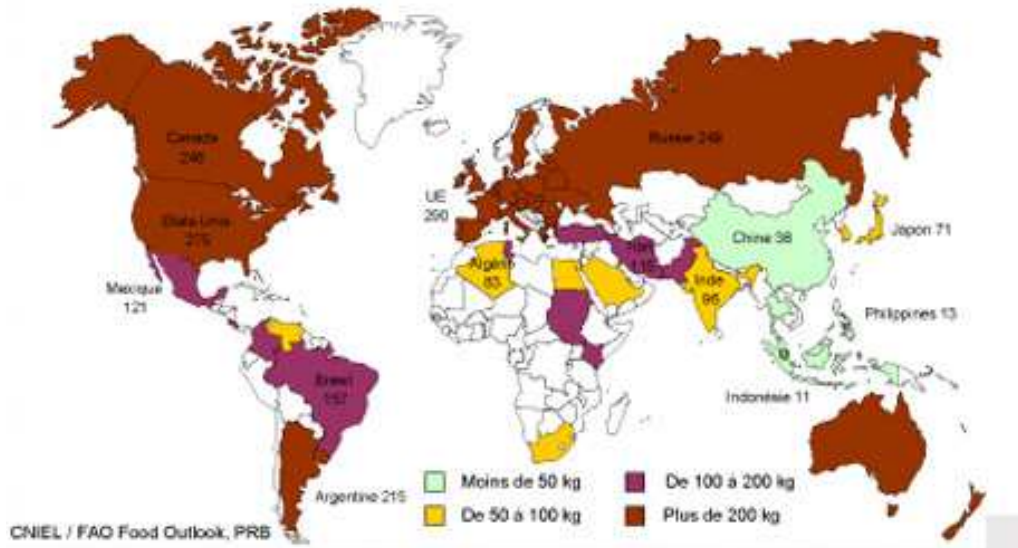 Canada
246
Etats Unis
275
Mexique
121
Brésil
157
Argentine 215
UE
290
Russie 249
Algérie
83
Iran
Inde
96
Chine 38
Japon 71
Philippines 13
Indonésie 11
Moins de 50 kg
De 100 à 200 kg
De 50 à 100 kg
Plus de 200 kg
CNIEL / FAO Food Outlook, PRB